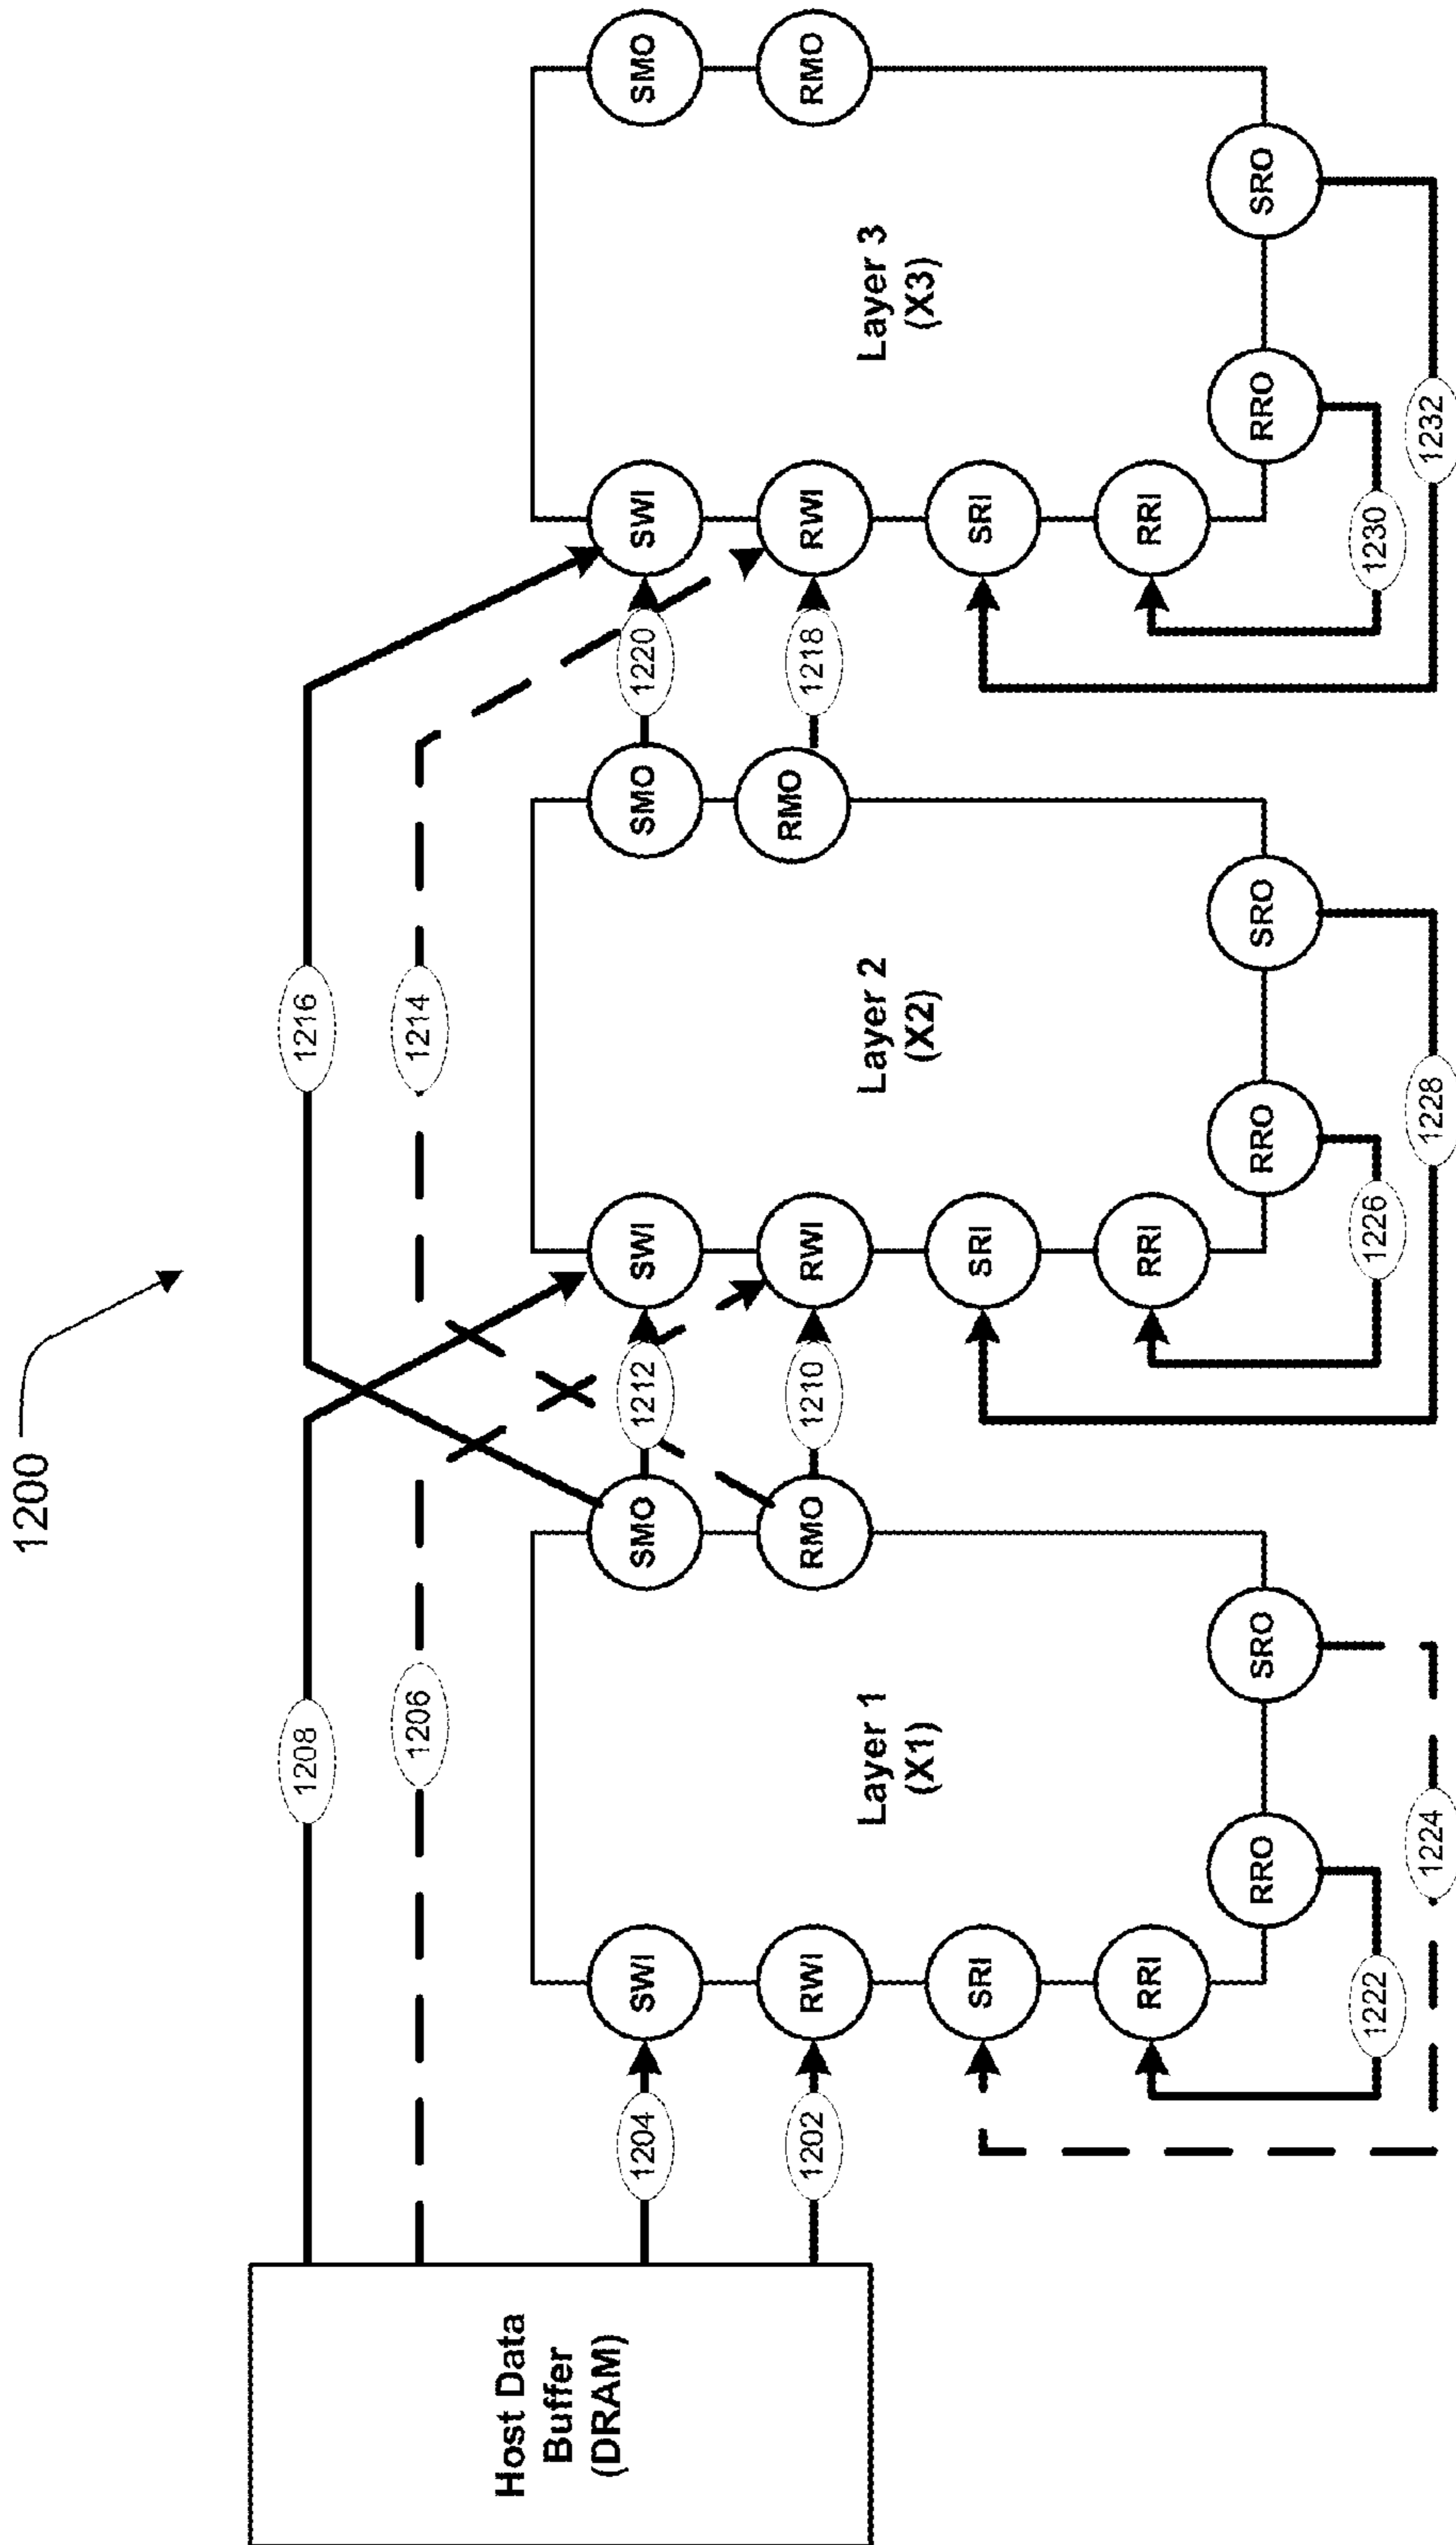 1200
1216
1208
1214
1206
Host Data
Buffer
(DRAM)
1204
SWI
SMO
1212
SWI
SMO
1220
SWI
SMO
1202
RWI
RMO
1210
RWI
RMO
1218
RWI
RMO
Layer 1
(X1)
Layer 2
(X2)
Layer 3
(X3)
SRI
SRI
SRI
RRI
RRI
RRI
RRO
SRO
RRO
SRO
RRO
SRO
1222
1226
1230
1224
1228
1232